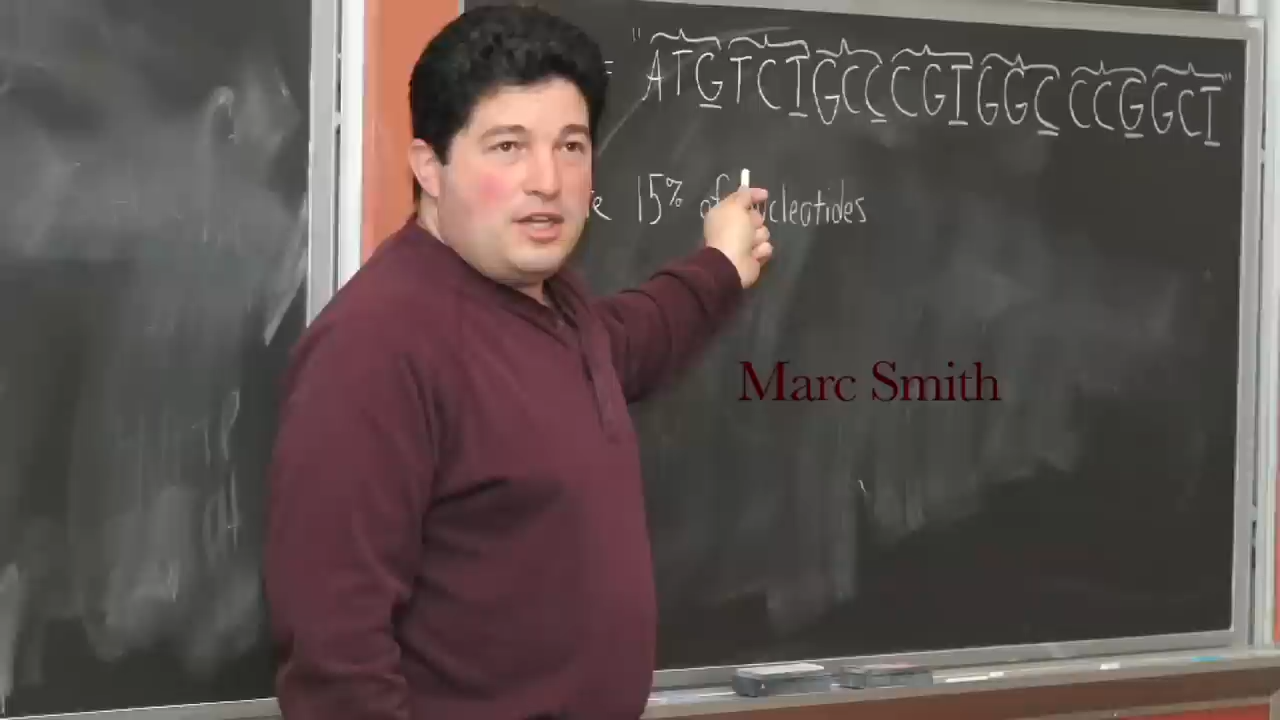 = "ATGTCTGCCCGTGGCCCGGCT"
15% of nucleotides
Marc Smith